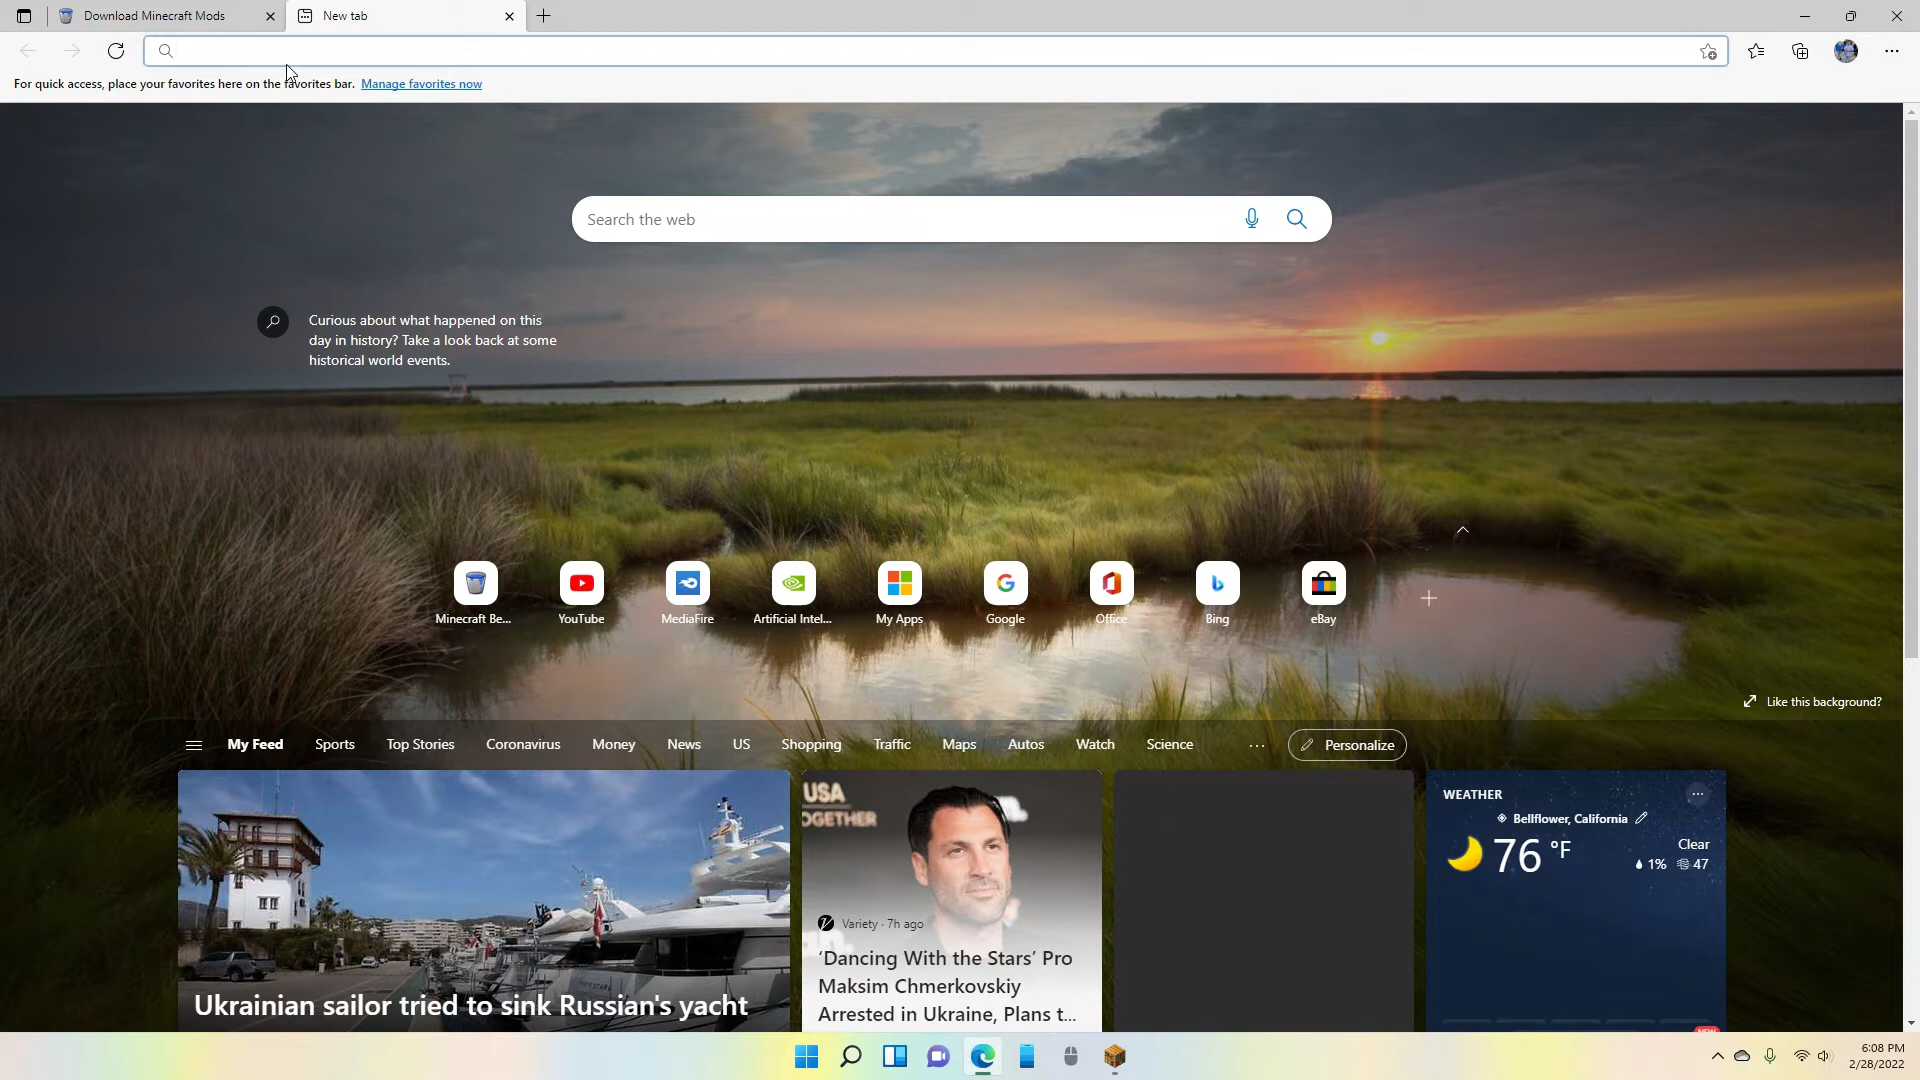 Download Minecraft Mods
New tab
For quick access, place your favorites here on the favorites bar. Manage favorites now
Search the web
Curious about what happened on this
day in history? Take a look back at some
historical world events.
Minecraft Be...
YouTube
MediaFire
Artificial Intel...
My Apps
Google
Office
Bing
eBay
Like this background?
My Feed
Sports
Top Stories
Coronavirus
Money
News
US
Shopping
Traffic
Maps
Autos
Watch
Science
...
Personalize
USA
OGETHER
Ukrainian sailor tried to sink Russian's yacht
Variety · 7h ago
‘Dancing With the Stars’ Pro
Maksim Chmerkovskiy
Arrested in Ukraine, Plans t...
WEATHER
Bellflower, California
76 °F
Clear
1% 47
NEW
6:08 PM
2/28/2022